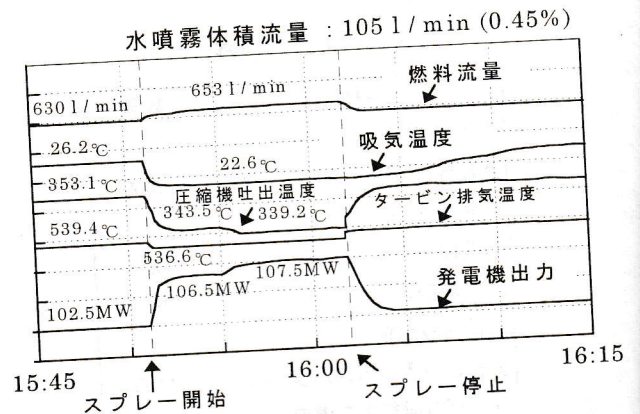 水噴霧体積流量 : 105 l / min (0.45%)
630 l / min
653 l / min
燃料流量
26.2℃
22.6℃
吸気温度
353.1℃
343.5℃
圧縮機吐出温度
339.2℃
タービン排気温度
539.4℃
536.6℃
102.5MW
106.5MW
107.5MW
発電機出力
15:45
16:00
16:15
スプレー開始
スプレー停止